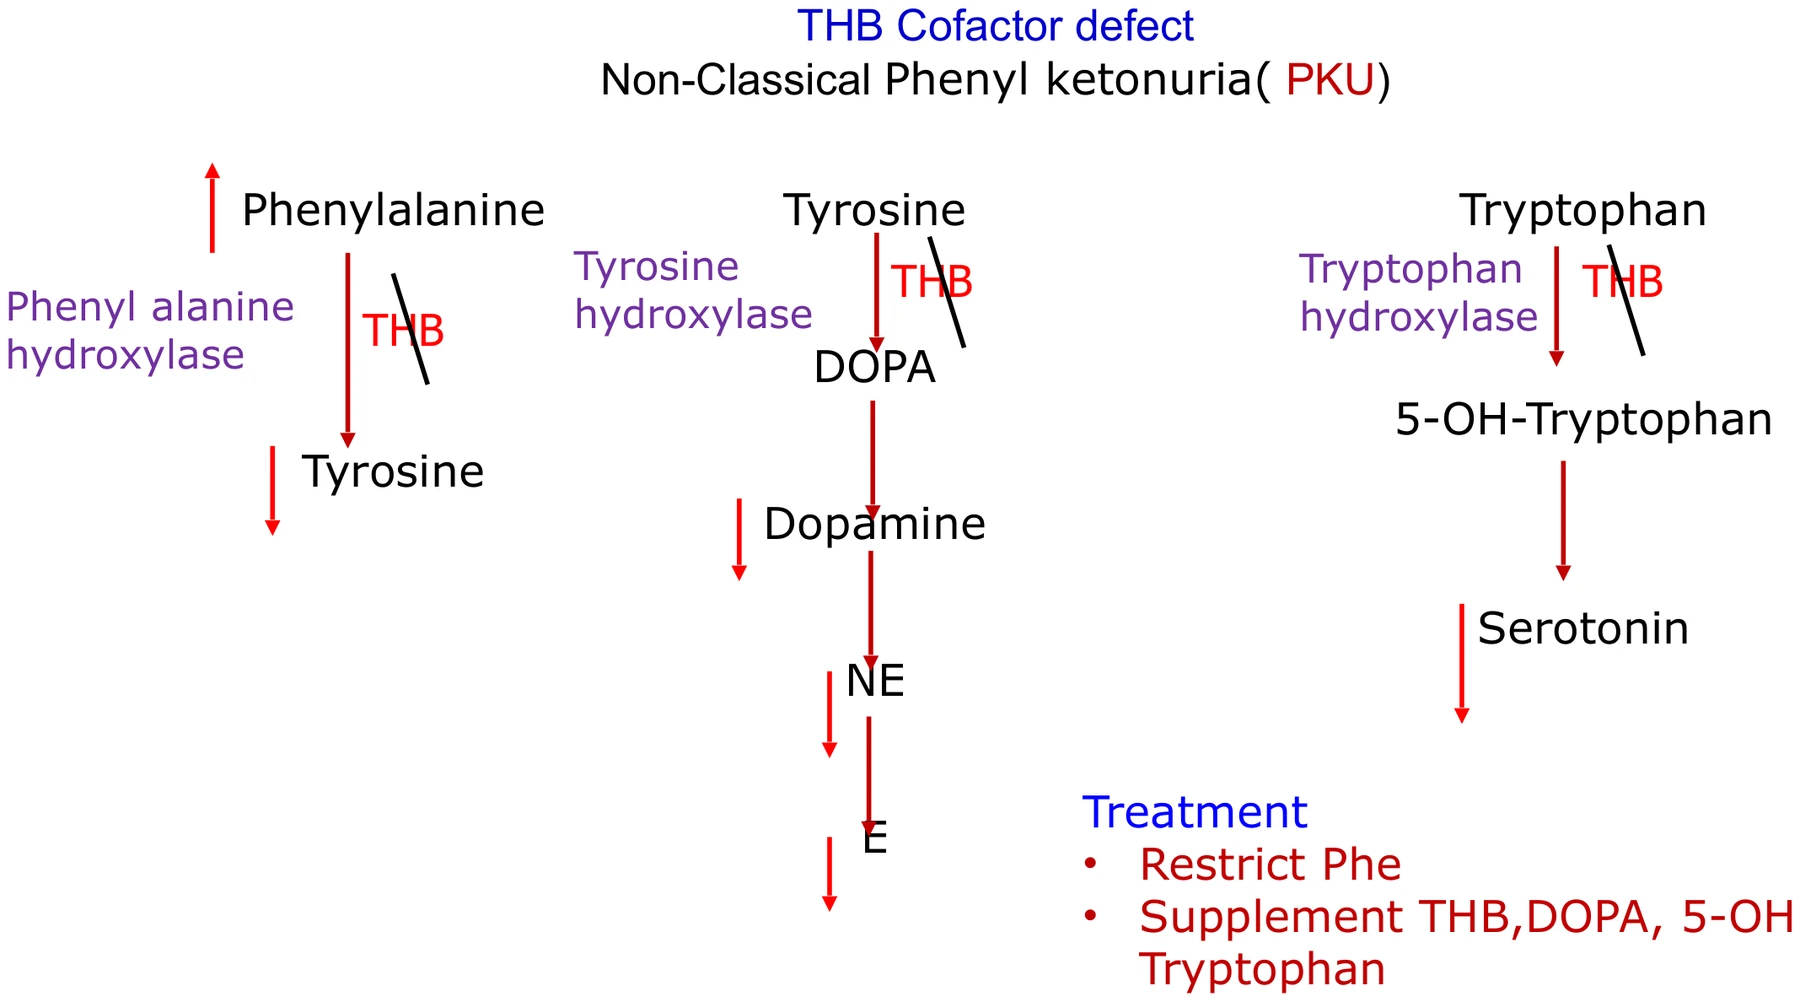 THB Cofactor defect
Non-Classical Phenyl ketonuria( PKU)
Phenylalanine
Phenyl alanine
hydroxylase
THB
Tyrosine
Tyrosine
Tyrosine
hydroxylase
THB
DOPA
Dopamine
NE
E
Tryptophan
Tryptophan
hydroxylase
THB
5-OH-Tryptophan
Serotonin
Treatment
• Restrict Phe
• Supplement THB,DOPA, 5-OH
Tryptophan